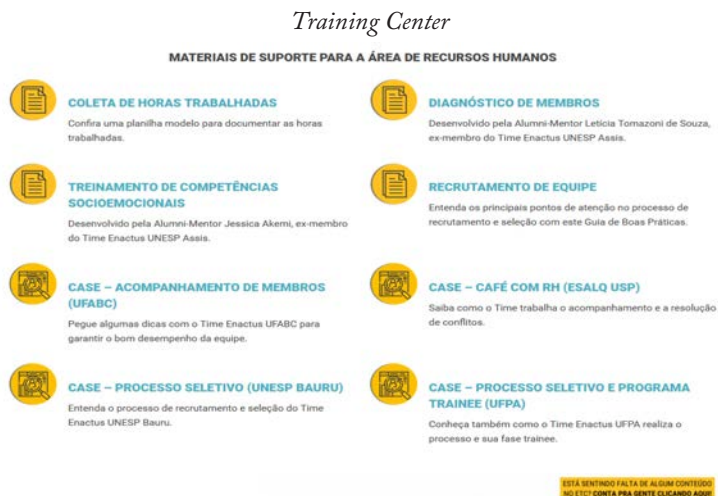 Training Center
MATERIAIS DE SUPORTE PARA A ÁREA DE RECURSOS HUMANOS
COLETA DE HORAS TRABALHADAS
Confira uma planilha modelo para documentar as horas
trabalhadas.
DIAGNÓSTICO DE MEMBROS
Desenvolvido pela Alumni-Mentor Letícia Tomazoni de Souza,
ex-membro do Time Enactus UNESP Assis.
TREINAMENTO DE COMPETÊNCIAS
SOCIOEMOCIONAIS
Desenvolvido pela Alumni-Mentor Jessica Akemi, ex-membro
do Time Enactus UNESP Assis.
RECRUTAMENTO DE EQUIPE
Entenda os principais pontos de atenção no processo de
recrutamento e seleção com este Guia de Boas Práticas.
CASE – ACOMPANHAMENTO DE MEMBROS
(UFABC)
Pegue algumas dicas com o Time Enactus UFABC para
garantir o bom desempenho da equipe.
CASE – CAFÉ COM RH (ESALQ USP)
Saiba como o Time trabalha o acompanhamento e a resolução
de conflitos.
CASE – PROCESSO SELETIVO (UNESP BAURU)
Entenda o processo de recrutamento e seleção do Time
Enactus UNESP Bauru.
CASE – PROCESSO SELETIVO E PROGRAMA
TRAINEE (UFPA)
Conheça também como o Time Enactus UFPA realiza o
processo e sua fase trainee.
ESTÁ SENTINDO FALTA DE ALGUM CONTEÚDO
NO ETC? CONTA PRA GENTE CLICANDO AQUI!